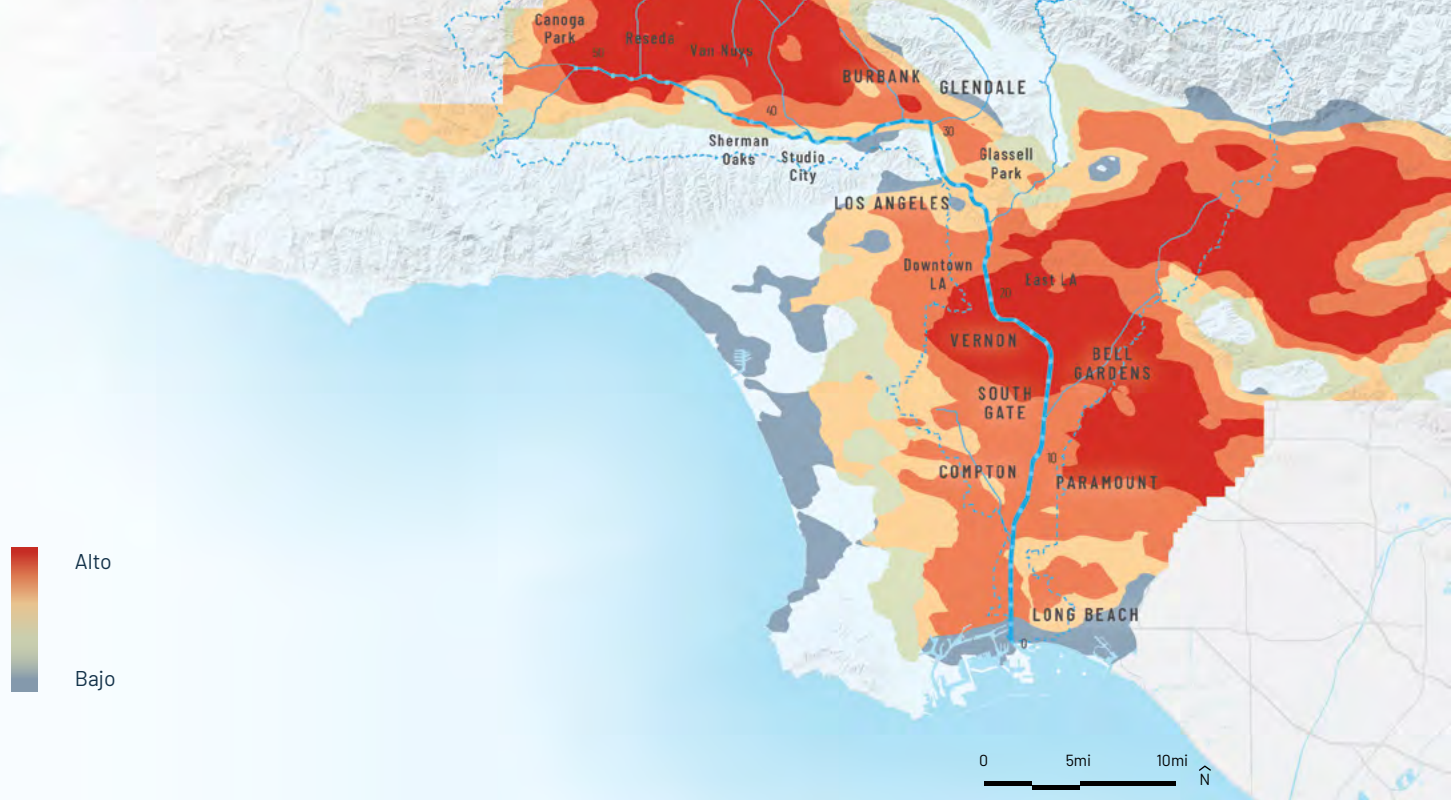 Canoga
Park
Reseda
Van Nuys
50
BURBANK
GLENDALE
40
30
Sherman
Oaks
Studio
City
Glassell
Park
LOS ANGELES
Downtown
LA
East LA
20
VERNON
BELL
GARDENS
SOUTH
GATE
10
COMPTON
PARAMOUNT
Alto
LONG BEACH
0
Bajo
0
5mi
10mi
N